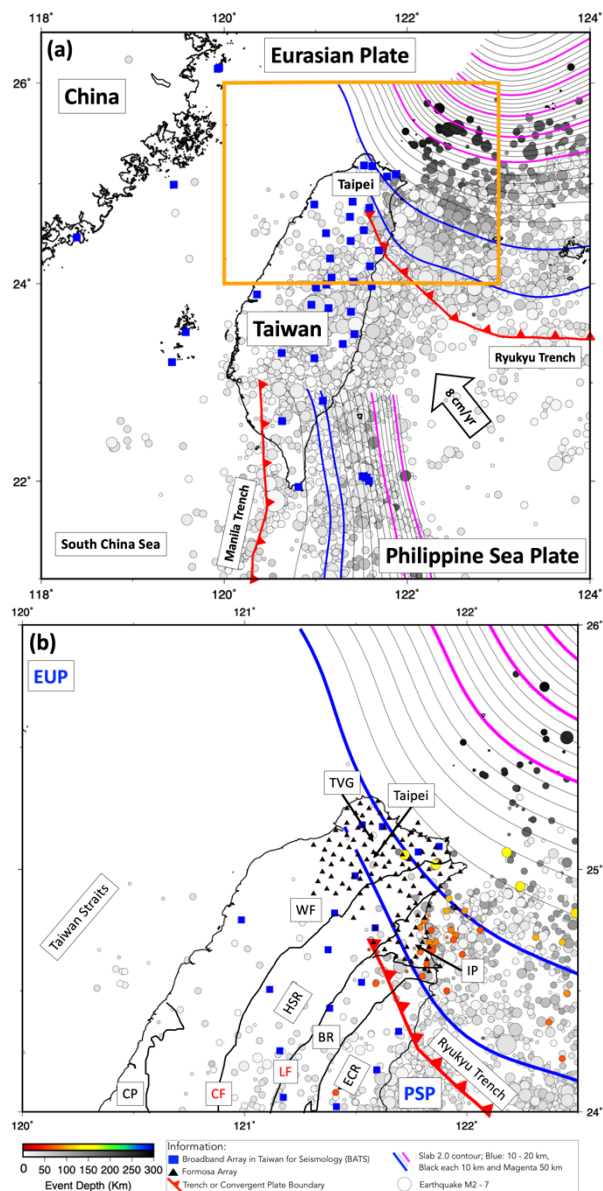 118°
120°
122°
124°
26°
24°
22°
(a)
Eurasian Plate
China
Taipei
Taiwan
Ryukyu Trench
8 cm/yr
Manila Trench
South China Sea
Philippine Sea Plate
118°
120°
122°
124°
120°
121°
122°
26°
25°
24°
(b)
EUP
TVG
Taipei
Taiwan Straits
WF
IP
HSR
BR
LF
ECR
CP
CF
PSP
Ryukyu Trench
0 50 100 150 200 250 300
Event Depth (Km)
Information:
Broadband Array in Taiwan for Seismology (BATS)
Formosa Array
Trench or Convergent Plate Boundary
Slab 2.0 contour; Blue: 10 - 20 km,
Black each 10 km and Magenta 50 km
Earthquake M2 - 7